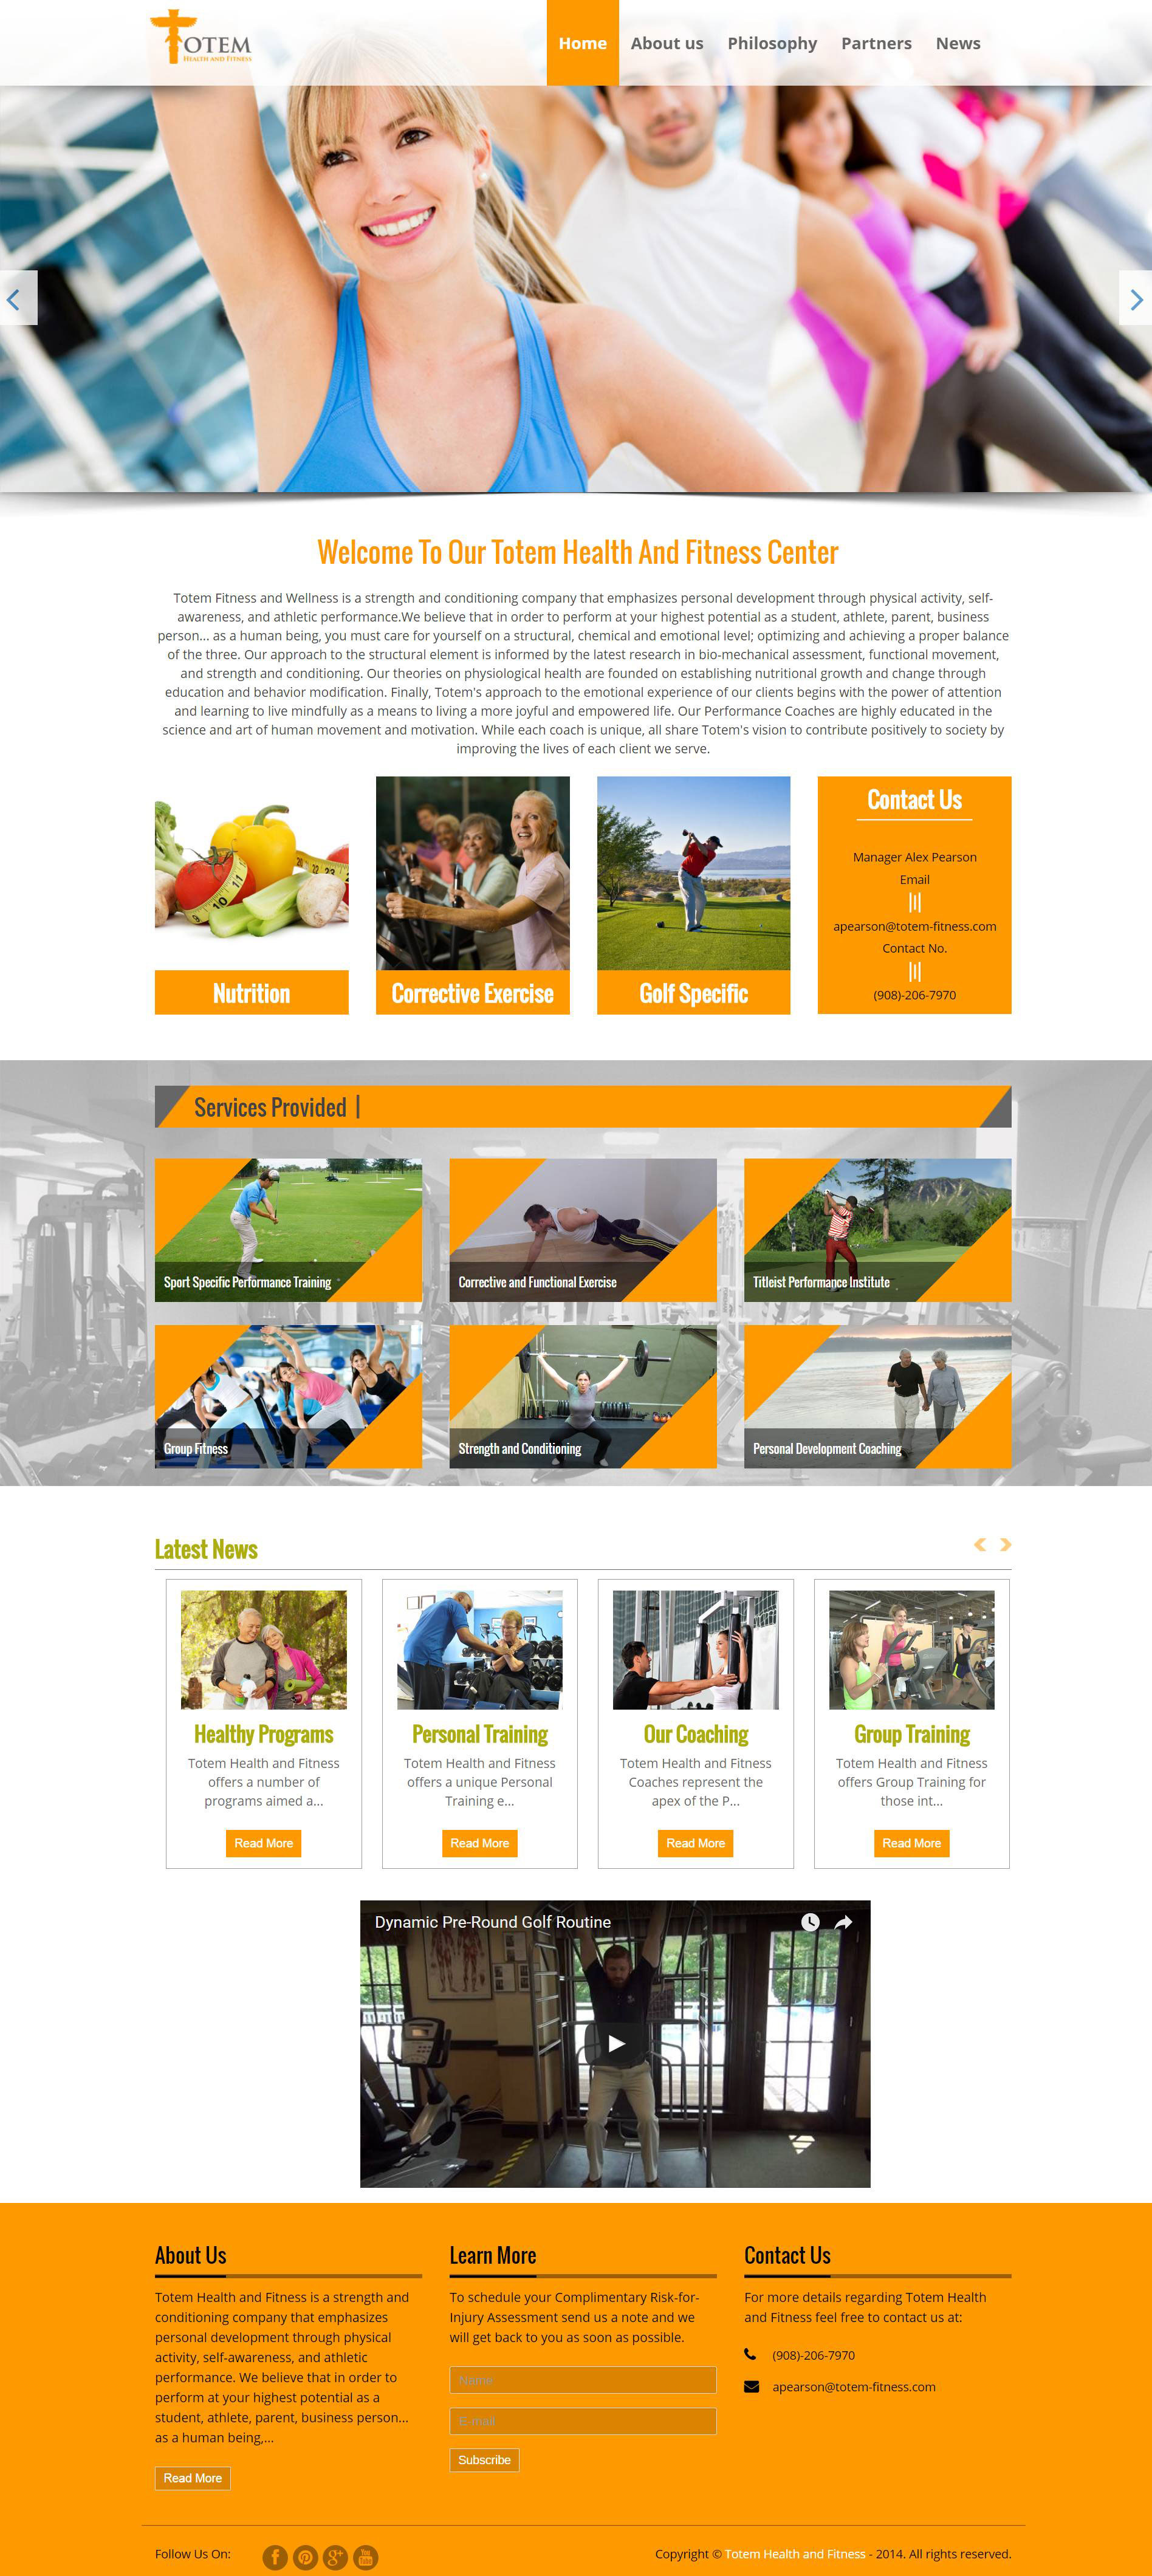 TOTEM
HEALTH AND FITNESS
Home
About us
Philosophy
Partners
News
Welcome To Our Totem Health And Fitness Center
Totem Fitness and Wellness is a strength and conditioning company that emphasizes personal development through physical activity, self-
awareness, and athletic performance.We believe that in order to perform at your highest potential as a student, athlete, parent, business
person... as a human being, you must care for yourself on a structural, chemical and emotional level; optimizing and achieving a proper balance
of the three. Our approach to the structural element is informed by the latest research in bio-mechanical assessment, functional movement,
and strength and conditioning. Our theories on physiological health are founded on establishing nutritional growth and change through
education and behavior modification. Finally, Totem's approach to the emotional experience of our clients begins with the power of attention
and learning to live mindfully as a means to living a more joyful and empowered life. Our Performance Coaches are highly educated in the
science and art of human movement and motivation. While each coach is unique, all share Totem's vision to contribute positively to society by
improving the lives of each client we serve.
Nutrition
Corrective Exercise
Golf Specific
Contact Us
Manager Alex Pearson
Email
apearson@totem-fitness.com
Contact No.
(908)-206-7970
Services Provided
Sport Specific Performance Training
Corrective and Functional Exercise
Titleist Performance Institute
Group Fitness
Strength and Conditioning
Personal Development Coaching
Latest News
Healthy Programs
Totem Health and Fitness
offers a number of
programs aimed a...
Read More
Personal Training
Totem Health and Fitness
offers a unique Personal
Training e...
Read More
Our Coaching
Totem Health and Fitness
Coaches represent the
apex of the P...
Read More
Group Training
Totem Health and Fitness
offers Group Training for
those int...
Read More
Dynamic Pre-Round Golf Routine
About Us
Totem Health and Fitness is a strength and
conditioning company that emphasizes
personal development through physical
activity, self-awareness, and athletic
performance. We believe that in order to
perform at your highest potential as a
student, athlete, parent, business person...
as a human being,...
Read More
Learn More
To schedule your Complimentary Risk-for-
Injury Assessment send us a note and we
will get back to you as soon as possible.
Name
E-mail
Subscribe
Contact Us
For more details regarding Totem Health
and Fitness feel free to contact us at:
(908)-206-7970
apearson@totem-fitness.com
Follow Us On:
Copyright © Totem Health and Fitness - 2014. All rights reserved.